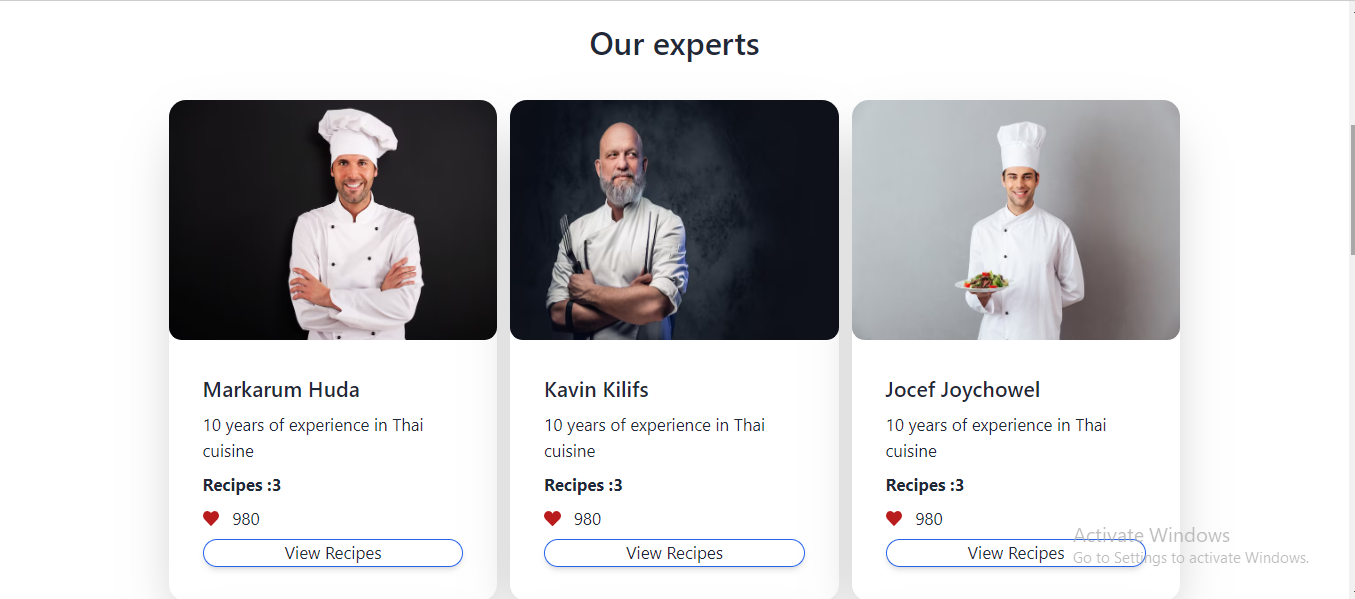 Our experts
Markarum Huda
10 years of experience in Thai
cuisine
Recipes :3
980
View Recipes
Kavin Kilifs
10 years of experience in Thai
cuisine
Recipes :3
980
View Recipes
Jocef Joychowel
10 years of experience in Thai
cuisine
Recipes :3
980
View Recipes
Activate Windows
Go to Settings to activate Windows.